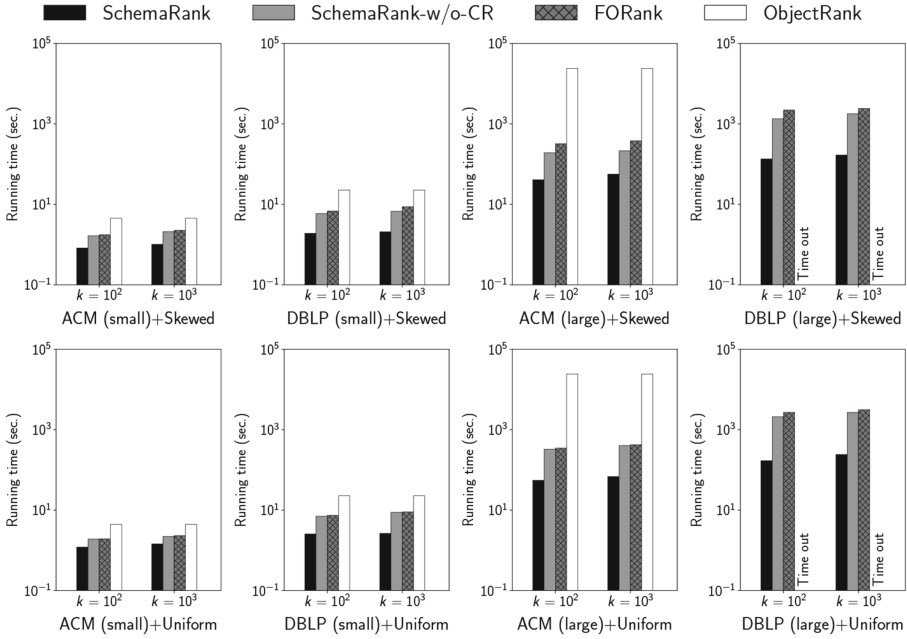 SchemaRank SchemaRank-w/o-CR FORank ObjectRank
Running time (sec.)
10^5
10^3
10^1
10^−1
k = 10^2 k = 10^3
ACM (small)+Skewed
Running time (sec.)
10^5
10^3
10^1
10^−1
k = 10^2 k = 10^3
DBLP (small)+Skewed
Running time (sec.)
10^5
10^3
10^1
10^−1
k = 10^2 k = 10^3
ACM (large)+Skewed
Running time (sec.)
10^5
10^3
10^1
10^−1
Time out
Time out
k = 10^2 k = 10^3
DBLP (large)+Skewed
Running time (sec.)
10^5
10^3
10^1
10^−1
k = 10^2 k = 10^3
ACM (small)+Uniform
Running time (sec.)
10^5
10^3
10^1
10^−1
k = 10^2 k = 10^3
DBLP (small)+Uniform
Running time (sec.)
10^5
10^3
10^1
10^−1
k = 10^2 k = 10^3
ACM (large)+Uniform
Running time (sec.)
10^5
10^3
10^1
10^−1
Time out
Time out
k = 10^2 k = 10^3
DBLP (large)+Uniform